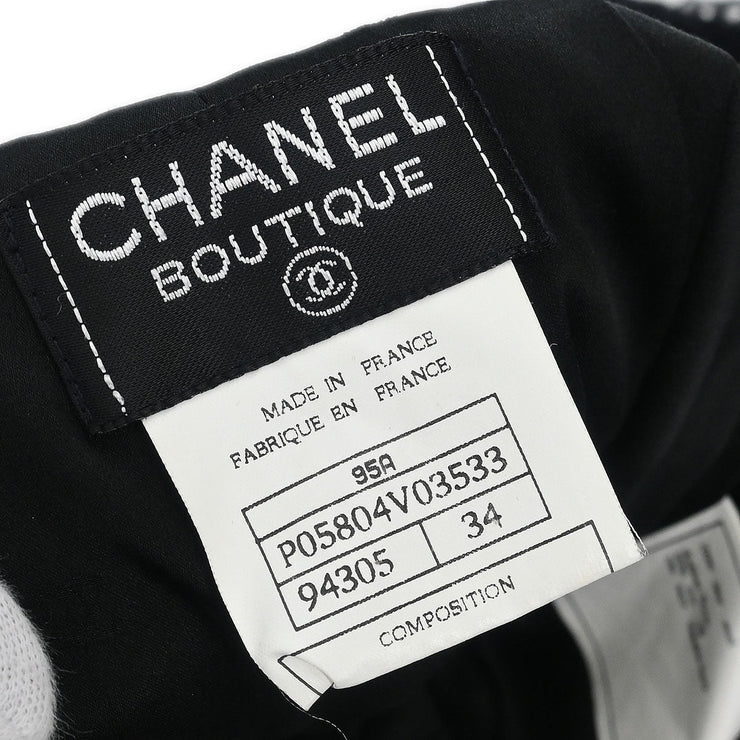 CHANEL
BOUTIQUE
MADE IN FRANCE
FABRIQUE EN FRANCE
95A
P05804V03533
94305 34
COMPOSITION